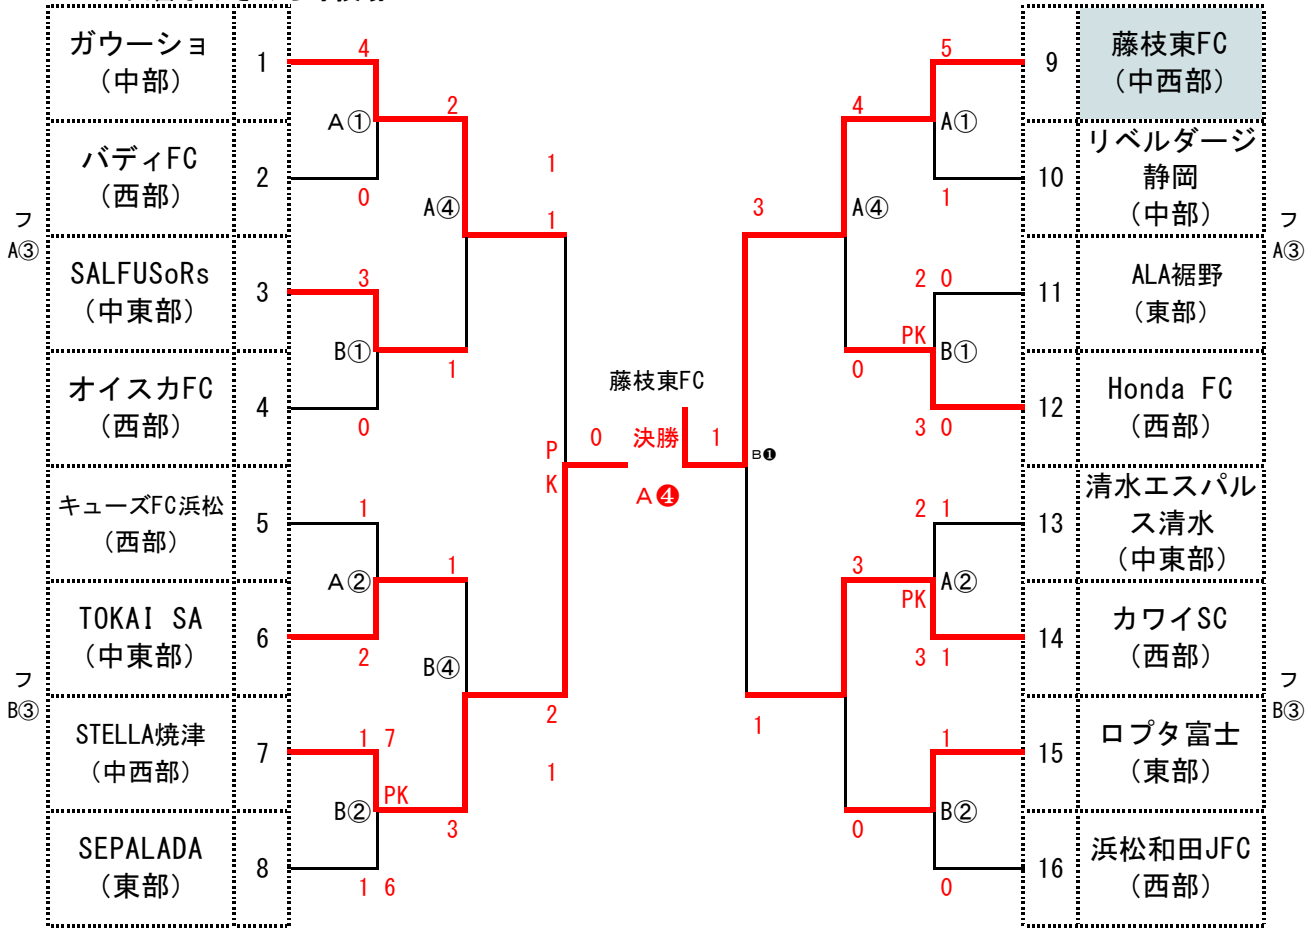 ガウーショ
(中部)
1
バディFC
(西部)
2
SALFUSoRs
(中東部)
3
オイスカFC
(西部)
4
キューズFC浜松
(西部)
5
TOKAI SA
(中東部)
6
STELLA焼津
(中西部)
7
SEPALADA
(東部)
8
フ
A③
フ
B③
4
A①
0
3
B①
0
1
A②
2
1 7
PK
B②
1 6
2
A④
1
1
B④
3
1
1
P
K
2
1
0
藤枝東FC
決勝
A❹
1
B❶
3
1
4
A④
0
3
0
5
A①
1
2 0
PK
B①
3 0
2 1
PK
A②
3 1
1
B②
0
9
藤枝東FC
(中西部)
10
リベルダージ
静岡
(中部)
11
ALA裾野
(東部)
12
Honda FC
(西部)
13
清水エスパル
ス清水
(中東部)
14
カワイSC
(西部)
15
ロプタ富士
(東部)
16
浜松和田JFC
(西部)
フ
A③
フ
B③